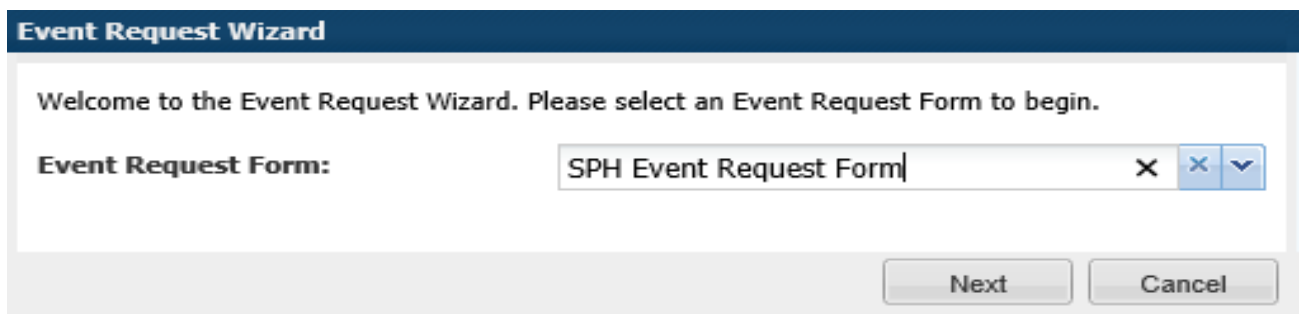 Event Request Wizard
Welcome to the Event Request Wizard. Please select an Event Request Form to begin.
Event Request Form: SPH Event Request Form
Next Cancel